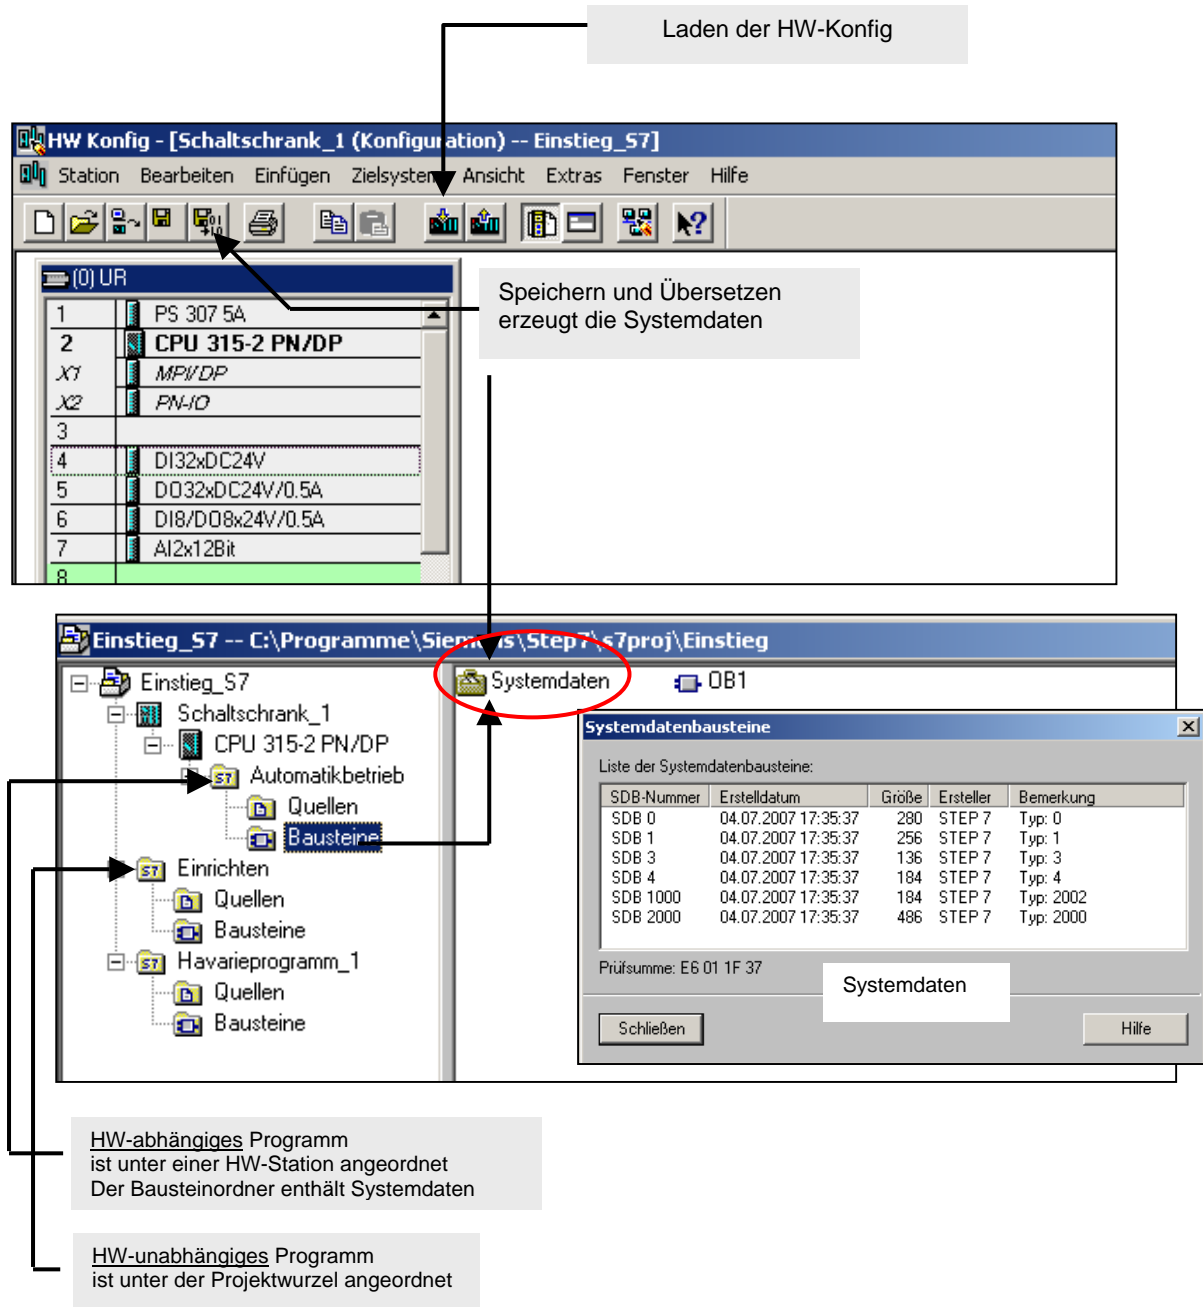 Laden der HW-Konfig
HW Konfig - [Schaltschrank_1 (Konfiguration) -- Einstieg_S7]
Station Bearbeiten Einfügen Zielsystem Ansicht Extras Fenster Hilfe
(0) UR
1 PS 307 5A
2 CPU 315-2 PN/DP
X1 MPI/DP
X2 PN-IO
3
4 DI32xDC24V
5 DO32xDC24V/0.5A
6 DI8/DO8x24V/0.5A
7 AI2x12Bit
8
Speichern und Übersetzen
erzeugt die Systemdaten
Einstieg_S7 -- C:\Programme\Siemens\Step7\s7proj\Einstieg
Einstieg_S7
Schaltschrank_1
CPU 315-2 PN/DP
Automatikbetrieb
Quellen
Bausteine
Einrichten
Quellen
Bausteine
Havarieprogramm_1
Quellen
Bausteine
Systemdaten OB1
Systemdatenbausteine
Liste der Systemdatenbausteine:
SDB-Nummer Erstelldatum Größe Ersteller Bemerkung
SDB 0 04.07.2007 17:35:37 280 STEP 7 Typ: 0
SDB 1 04.07.2007 17:35:37 256 STEP 7 Typ: 1
SDB 3 04.07.2007 17:35:37 136 STEP 7 Typ: 3
SDB 4 04.07.2007 17:35:37 184 STEP 7 Typ: 4
SDB 1000 04.07.2007 17:35:37 184 STEP 7 Typ: 2002
SDB 2000 04.07.2007 17:35:37 486 STEP 7 Typ: 2000
Prüfsumme: E6 01 1F 37
Systemdaten
Schließen Hilfe
HW-abhängiges Programm
ist unter einer HW-Station angeordnet
Der Bausteinordner enthält Systemdaten
HW-unabhängiges Programm
ist unter der Projektwurzel angeordnet